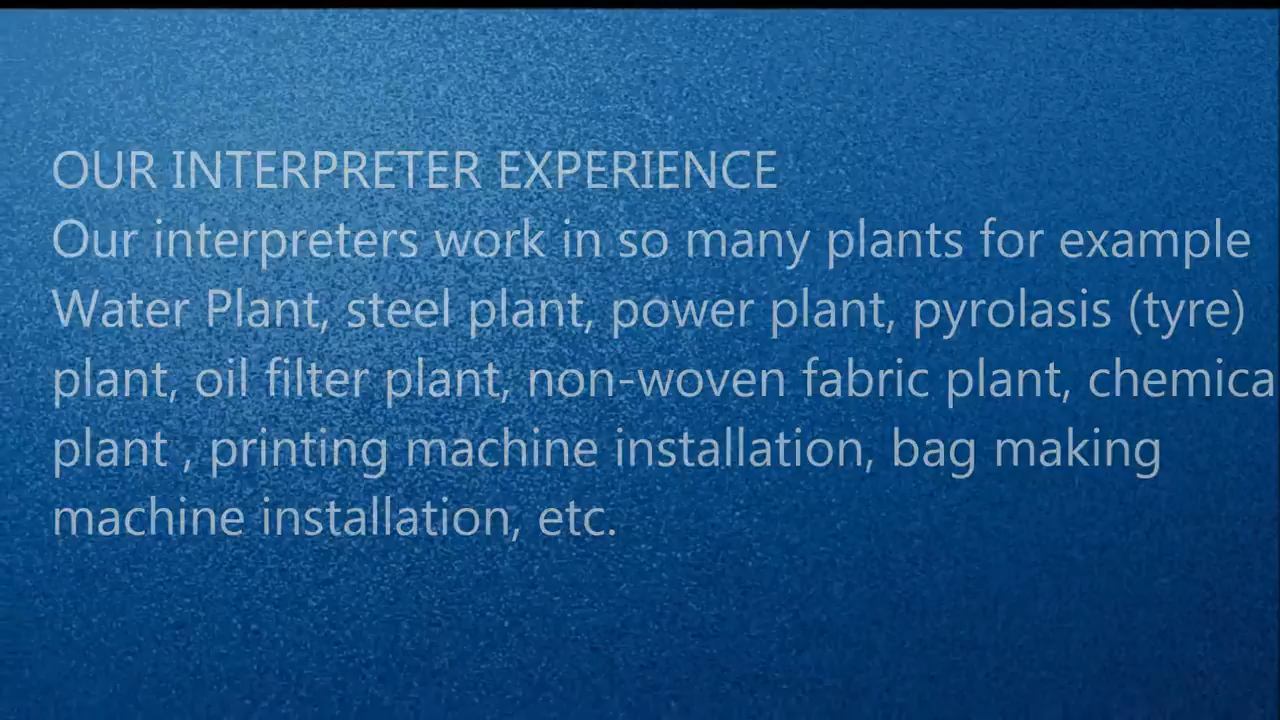 OUR INTERPRETER EXPERIENCE
Our interpreters work in so many plants for example
Water Plant, steel plant, power plant, pyrolasis (tyre)
plant, oil filter plant, non-woven fabric plant, chemica
plant , printing machine installation, bag making
machine installation, etc.